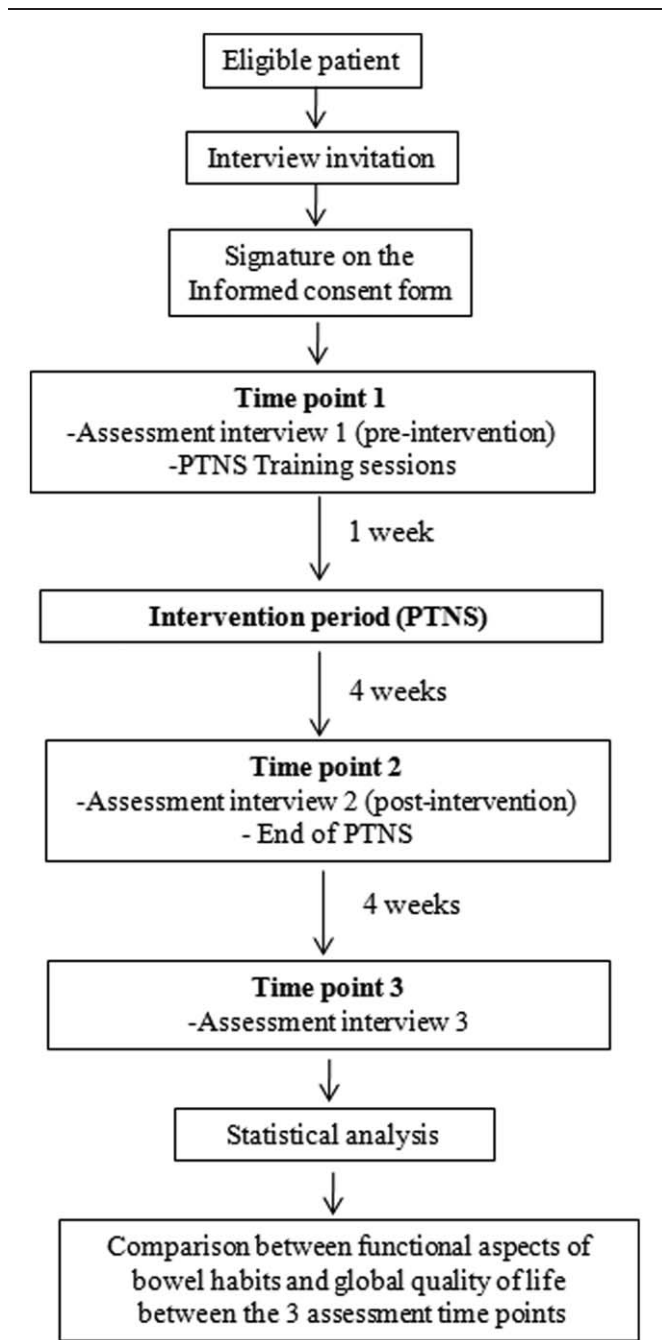 Eligible patient
Interview invitation
Signature on the
Informed consent form
Time point 1
-Assessment interview 1 (pre-intervention)
-PTNS Training sessions
1 week
Intervention period (PTNS)
4 weeks
Time point 2
-Assessment interview 2 (post-intervention)
- End of PTNS
4 weeks
Time point 3
-Assessment interview 3
Statistical analysis
Comparison between functional aspects of
bowel habits and global quality of life
between the 3 assessment time points